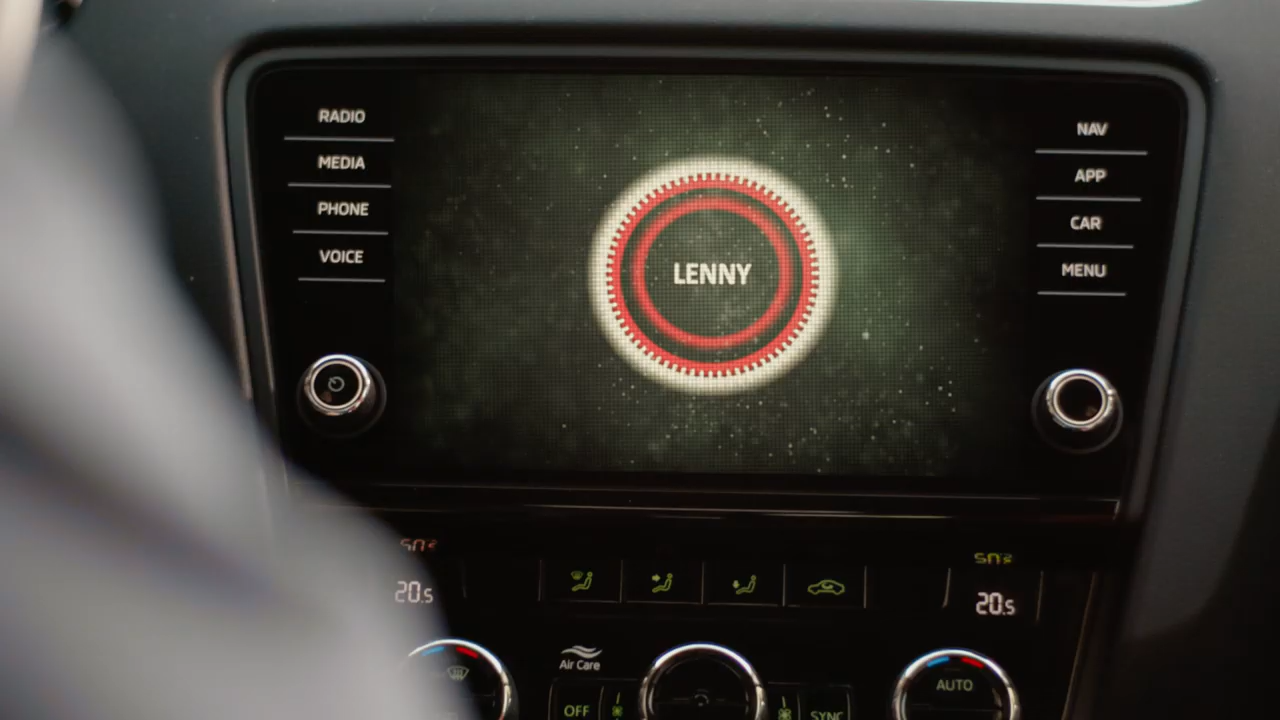 RADIO
MEDIA
PHONE
VOICE
LENNY
NAV
APP
CAR
MENU
20.5
20.5
Air Care
OFF
SYNC
AUTO